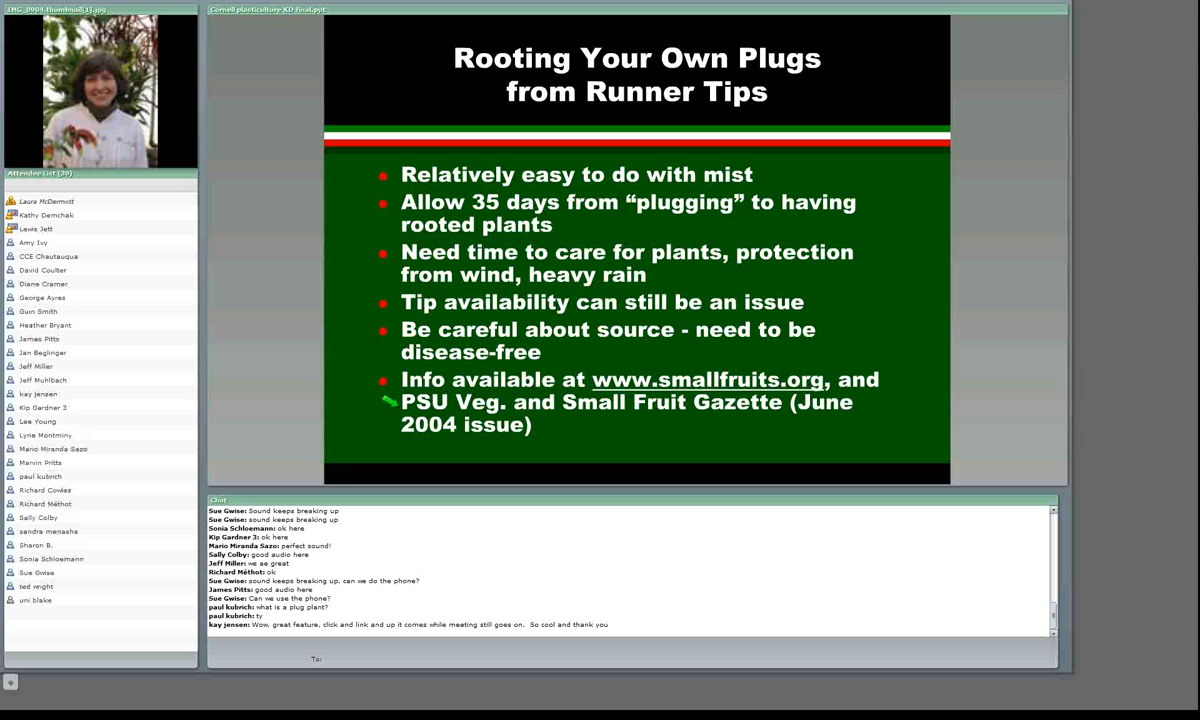 IMG_0904.thumbnail[1].jpg
Cornell plasticulture KD final.ppt
Rooting Your Own Plugs
from Runner Tips
Relatively easy to do with mist
Allow 35 days from “plugging” to having
rooted plants
Need time to care for plants, protection
from wind, heavy rain
Tip availability can still be an issue
Be careful about source - need to be
disease-free
Info available at www.smallfruits.org, and
PSU Veg. and Small Fruit Gazette (June
2004 issue)
Attendee List (30)
Laura McDermott
Kathy Demchak
Lewis Jett
Amy Ivy
CCE Chautauqua
David Coulter
Diane Cramer
George Ayres
Guin Smith
Heather Bryant
James Pitts
Jan Beglinger
Jeff Miller
Jeff Muhlbach
kay jensen
Kip Gardner 3
Lee Young
Lyne Montminy
Mario Miranda Sazo
Marvin Pritts
paul kubrich
Richard Cowles
Richard Méthot
Sally Colby
sandra menasha
Sharon B.
Sonia Schloemann
Sue Gwise
ted wright
uni blake
Chat
Sue Gwise: Sound keeps breaking up
Sue Gwise: sound keeps breaking up
Sonia Schloemann: ok here
Kip Gardner 3: ok here
Mario Miranda Sazo: perfect sound!
Sally Colby: good audio here
Jeff Miller: we ae great
Richard Méthot: ok
Sue Gwise: sound keeps breaking up, can we do the phone?
James Pitts: good audio here
Sue Gwise: Can we use the phone?
paul kubrich: what is a plug plant?
paul kubrich: ty
kay jensen: Wow, great feature, click and link and up it comes while meeting still goes on. So cool and thank you
To: